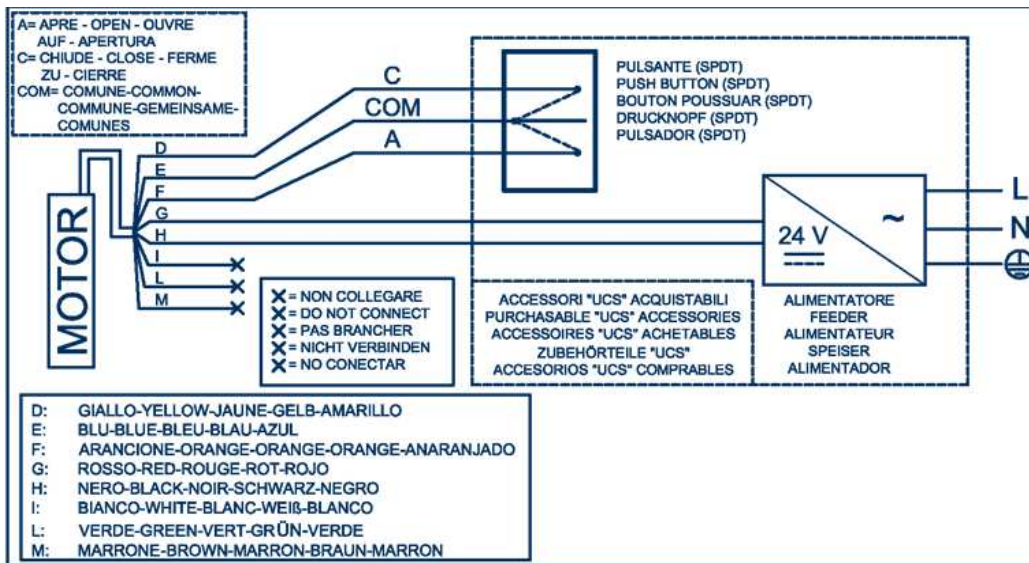 A= APRE - OPEN - OUVRE
AUF - APERTURA
C= CHIUDE - CLOSE - FERME
ZU - CIERRE
COM= COMUNE-COMMON-
COMMUNE-GEMEINSAME-
COMUNES
C
COM
A
PULSANTE (SPDT)
PUSH BUTTON (SPDT)
BOUTON POUSSUAR (SPDT)
DRUCKNOPF (SPDT)
PULSADOR (SPDT)
D
E
F
G
H
I
L
M
MOTOR
24 V
~
L
N
X = NON COLLEGARE
X = DO NOT CONNECT
X = PAS BRANCHER
X = NICHT VERBINDEN
X = NO CONECTAR
ACCESSORI "UCS" ACQUISTABILI
PURCHASABLE "UCS" ACCESSORIES
ACCESSOIRES "UCS" ACHETABLES
ZUBEHÖRTEILE "UCS"
ACCESORIOS "UCS" COMPRABLES
ALIMENTATORE
FEEDER
ALIMENTATEUR
SPEISER
ALIMENTADOR
D: GIALLO-YELLOW-JAUNE-GELB-AMARILLO
E: BLU-BLUE-BLEU-BLAU-AZUL
F: ARANCIONE-ORANGE-ORANGE-ORANGE-ANARANJADO
G: ROSSO-RED-ROUGE-ROT-ROJO
H: NERO-BLACK-NOIR-SCHWARZ-NEGRO
I: BIANCO-WHITE-BLANC-WEIß-BLANCO
L: VERDE-GREEN-VERT-GRÜN-VERDE
M: MARRONE-BROWN-MARRON-BRAUN-MARRON